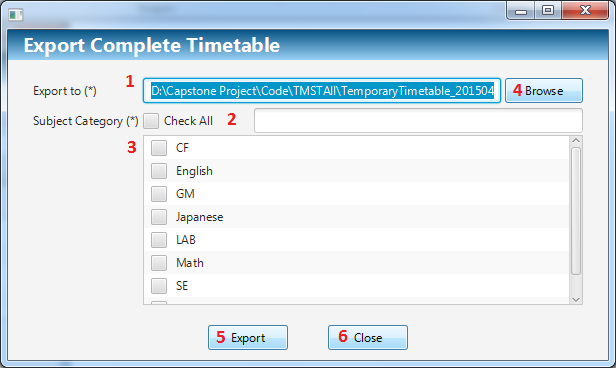 Export Complete Timetable
Export to (*) 1 D:\Capstone Project\Code\TMSTAll\TemporaryTimetable_201504 4 Browse
Subject Category (*) Check All 2
3 CF
English
GM
Japanese
LAB
Math
SE
5 Export 6 Close